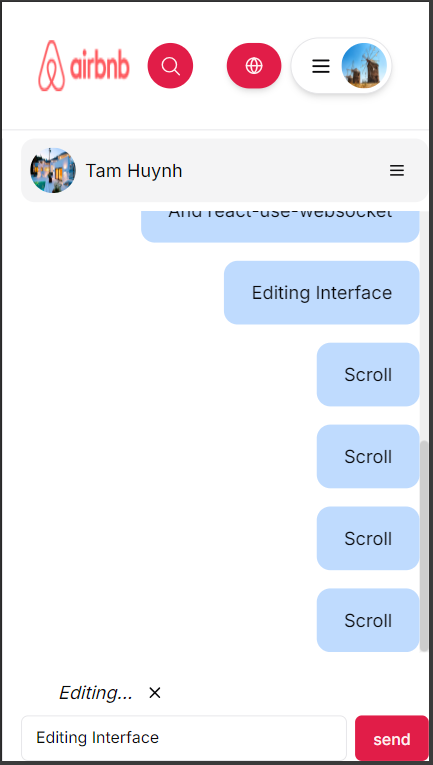 airbnb
Tam Huynh
And react-use-websocket
Editing Interface
Scroll
Scroll
Scroll
Scroll
Editing...
Editing Interface
send